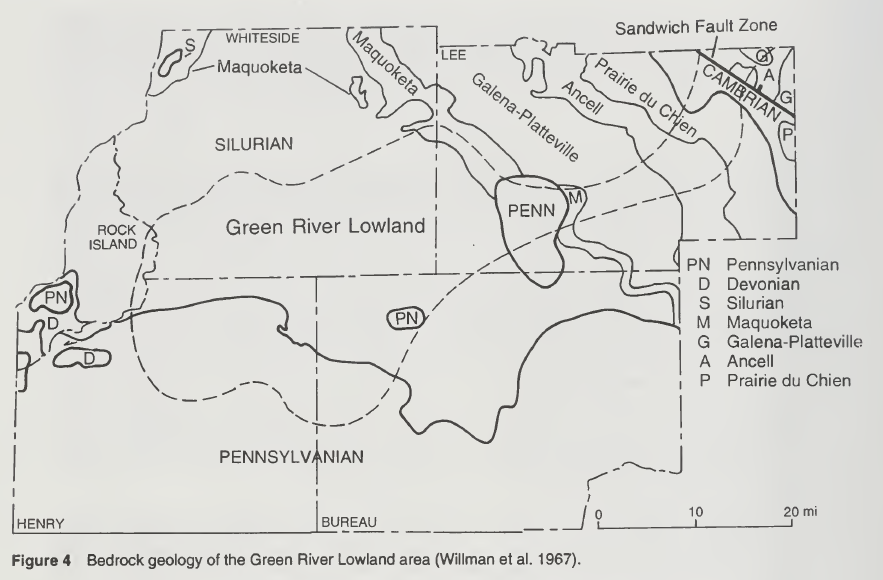 Sandwich Fault Zone
WHITESIDE
S
Maquoketa
Maquoketa
LEE
Galena-Platteville
Ancell
Prairie du Chien
CAMBRIAN
G
A
G
P
SILURIAN
ROCK
ISLAND
Green River Lowland
PENN
M
PN
D
D
PN
PN Pennsylvanian
D Devonian
S Silurian
M Maquoketa
G Galena-Platteville
A Ancell
P Prairie du Chien
PENNSYLVANIAN
HENRY
BUREAU
0 10 20 mi
Figure 4 Bedrock geology of the Green River Lowland area (Willman et al. 1967).